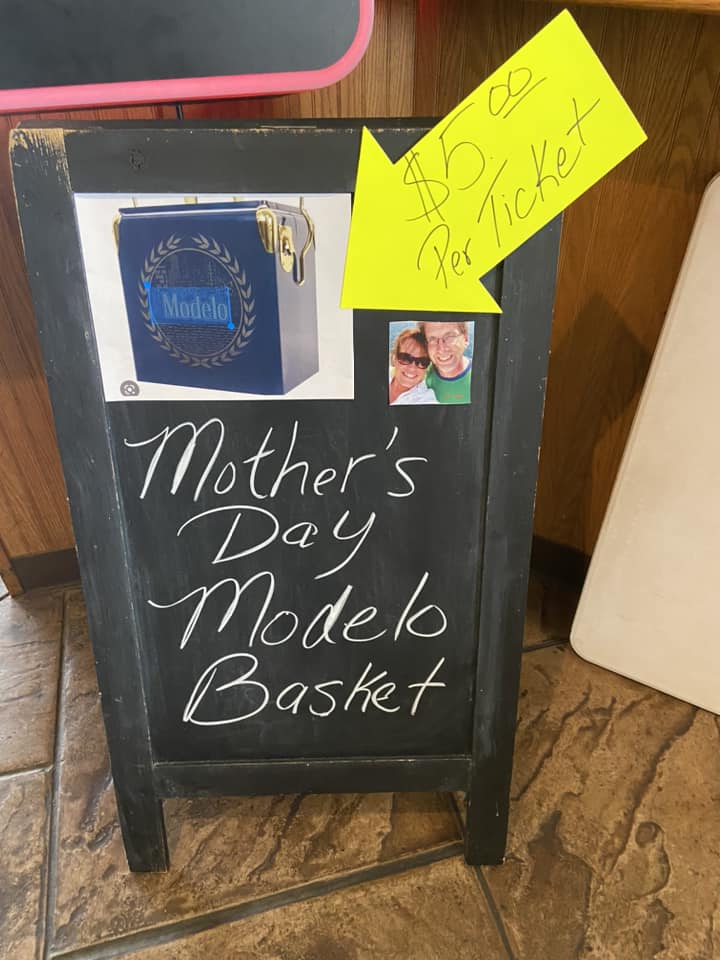 $5.00
Per Ticket
Modelo
Mother's
Day
Modelo
Basket